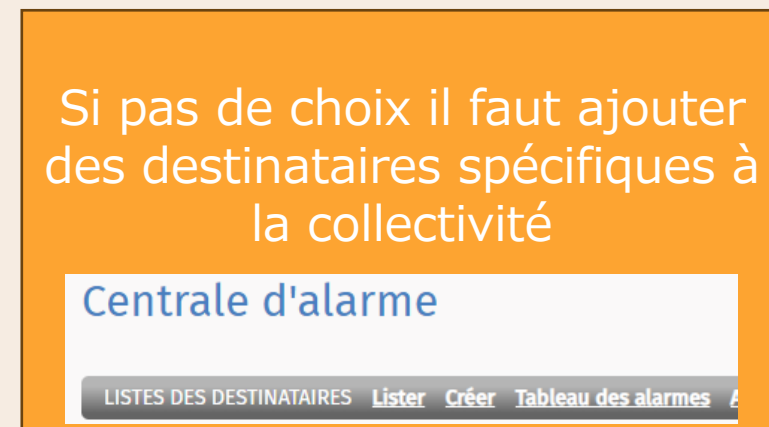 Si pas de choix il faut ajouter
des destinataires spécifiques à
la collectivité
Centrale d'alarme
LISTES DES DESTINATAIRES Lister Créer Tableau des alarmes